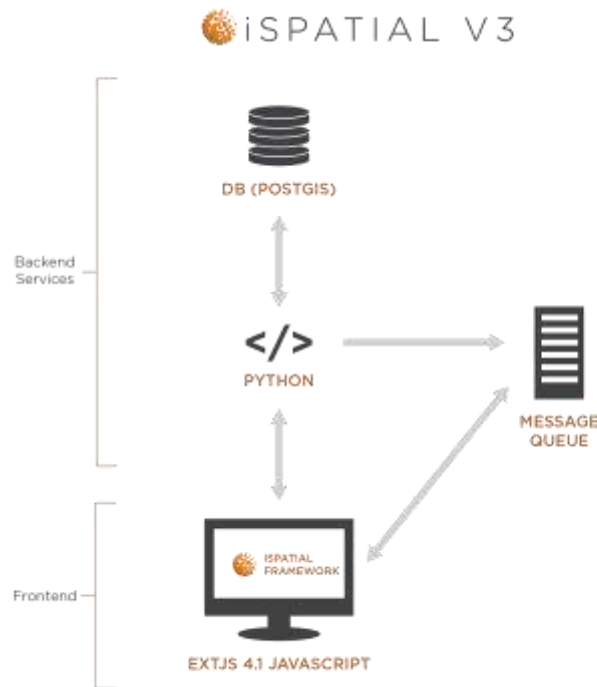 iSPATIAL V3
DB (POSTGIS)
Backend
Services
</>
PYTHON
MESSAGE
QUEUE
ISPATIAL
FRAMEWORK
Frontend
EXTJS 4.1 JAVASCRIPT